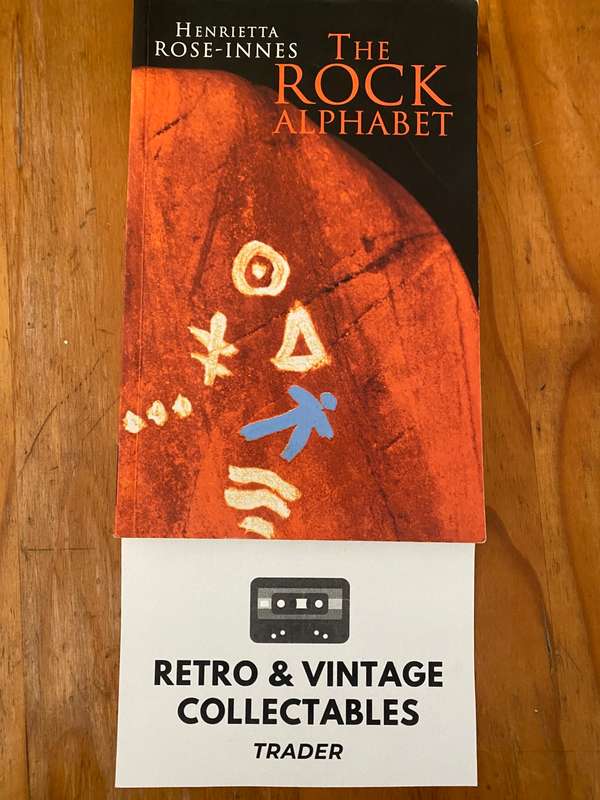 HENRIETTA
ROSE-INNES
THE
ROCK
ALPHABET
RETRO & VINTAGE
COLLECTABLES
TRADER